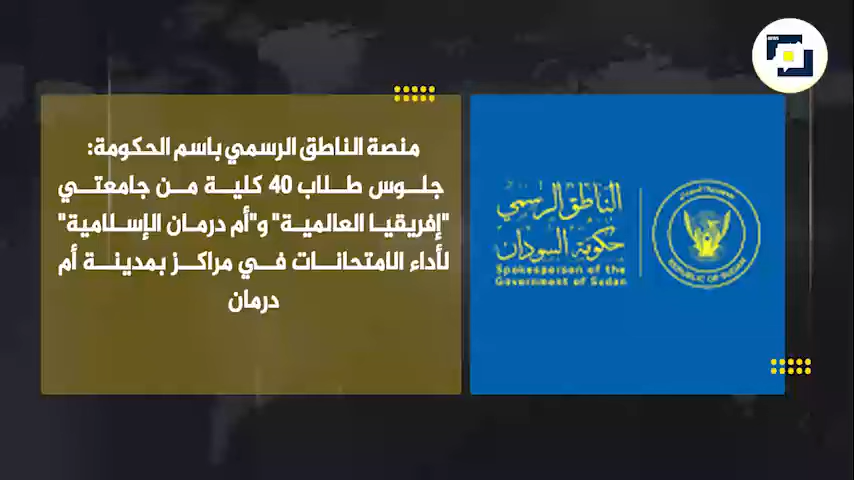 منصة الناطق الرسمي باسم الحكومة:
جلوس طلاب 40 كلية من جامعتي
"إفريقيا العالمية" و"أم درمان الإسلامية"
لأداء الامتحانات في مراكز بمدينة أم
درمان
الناطق الرسمي
حكومة السودان
Spokesperson of the
Government of Sudan
REPUBLIC OF SUDAN
NEWS